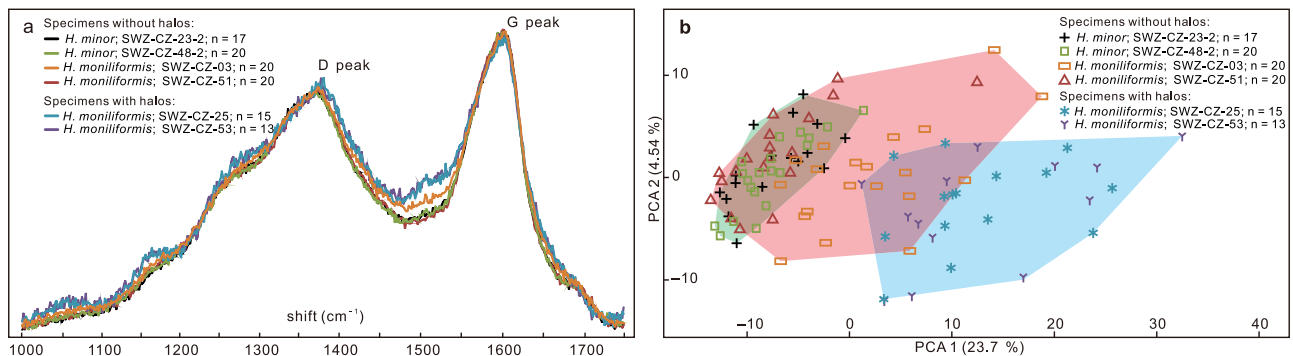 a
Specimens without halos:
H. minor; SWZ-CZ-23-2; n = 17
H. minor; SWZ-CZ-48-2; n = 20
H. moniliformis; SWZ-CZ-03; n = 20
H. moniliformis; SWZ-CZ-51; n = 20
Specimens with halos:
H. moniliformis; SWZ-CZ-25; n = 15
H. moniliformis; SWZ-CZ-53; n = 13
D peak
G peak
shift (cm⁻¹)
1000 1100 1200 1300 1400 1500 1600 1700
b
Specimens without halos:
H. minor; SWZ-CZ-23-2; n = 17
H. minor; SWZ-CZ-48-2; n = 20
H. moniliformis; SWZ-CZ-03; n = 20
H. moniliformis; SWZ-CZ-51; n = 20
Specimens with halos:
H. moniliformis; SWZ-CZ-25; n = 15
H. moniliformis; SWZ-CZ-53; n = 13
PCA 2 (4.54 %)
10
0
−10
−10 0 10 20 30 40
PCA 1 (23.7 %)